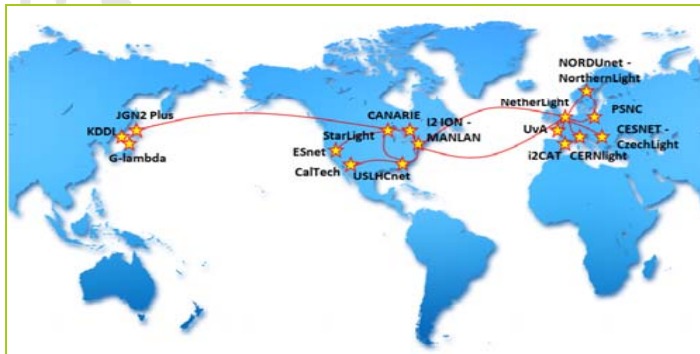 NORDUnet -
NorthernLight
NetherLight
PSNC
UvA
CESNET -
CzechLight
i2CAT
CERNlight
JGN2 Plus
KDDL
G-lambda
CANARIE
I2 ION -
MANLAN
StarLight
ESnet
CalTech
USLHCnet